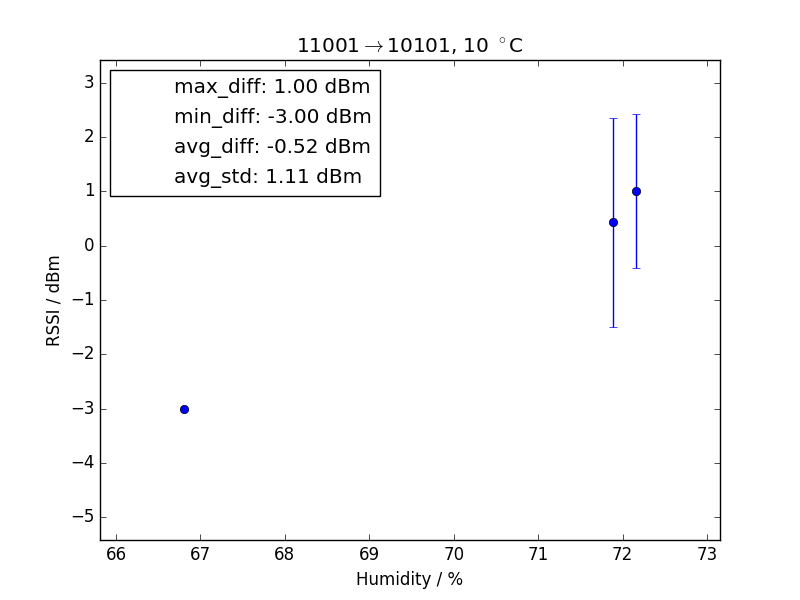 11001→10101, 10 °C
max_diff: 1.00 dBm
min_diff: -3.00 dBm
avg_diff: -0.52 dBm
avg_std: 1.11 dBm
RSSI / dBm
3
2
1
0
−1
−2
−3
−4
−5
66 67 68 69 70 71 72 73
Humidity / %